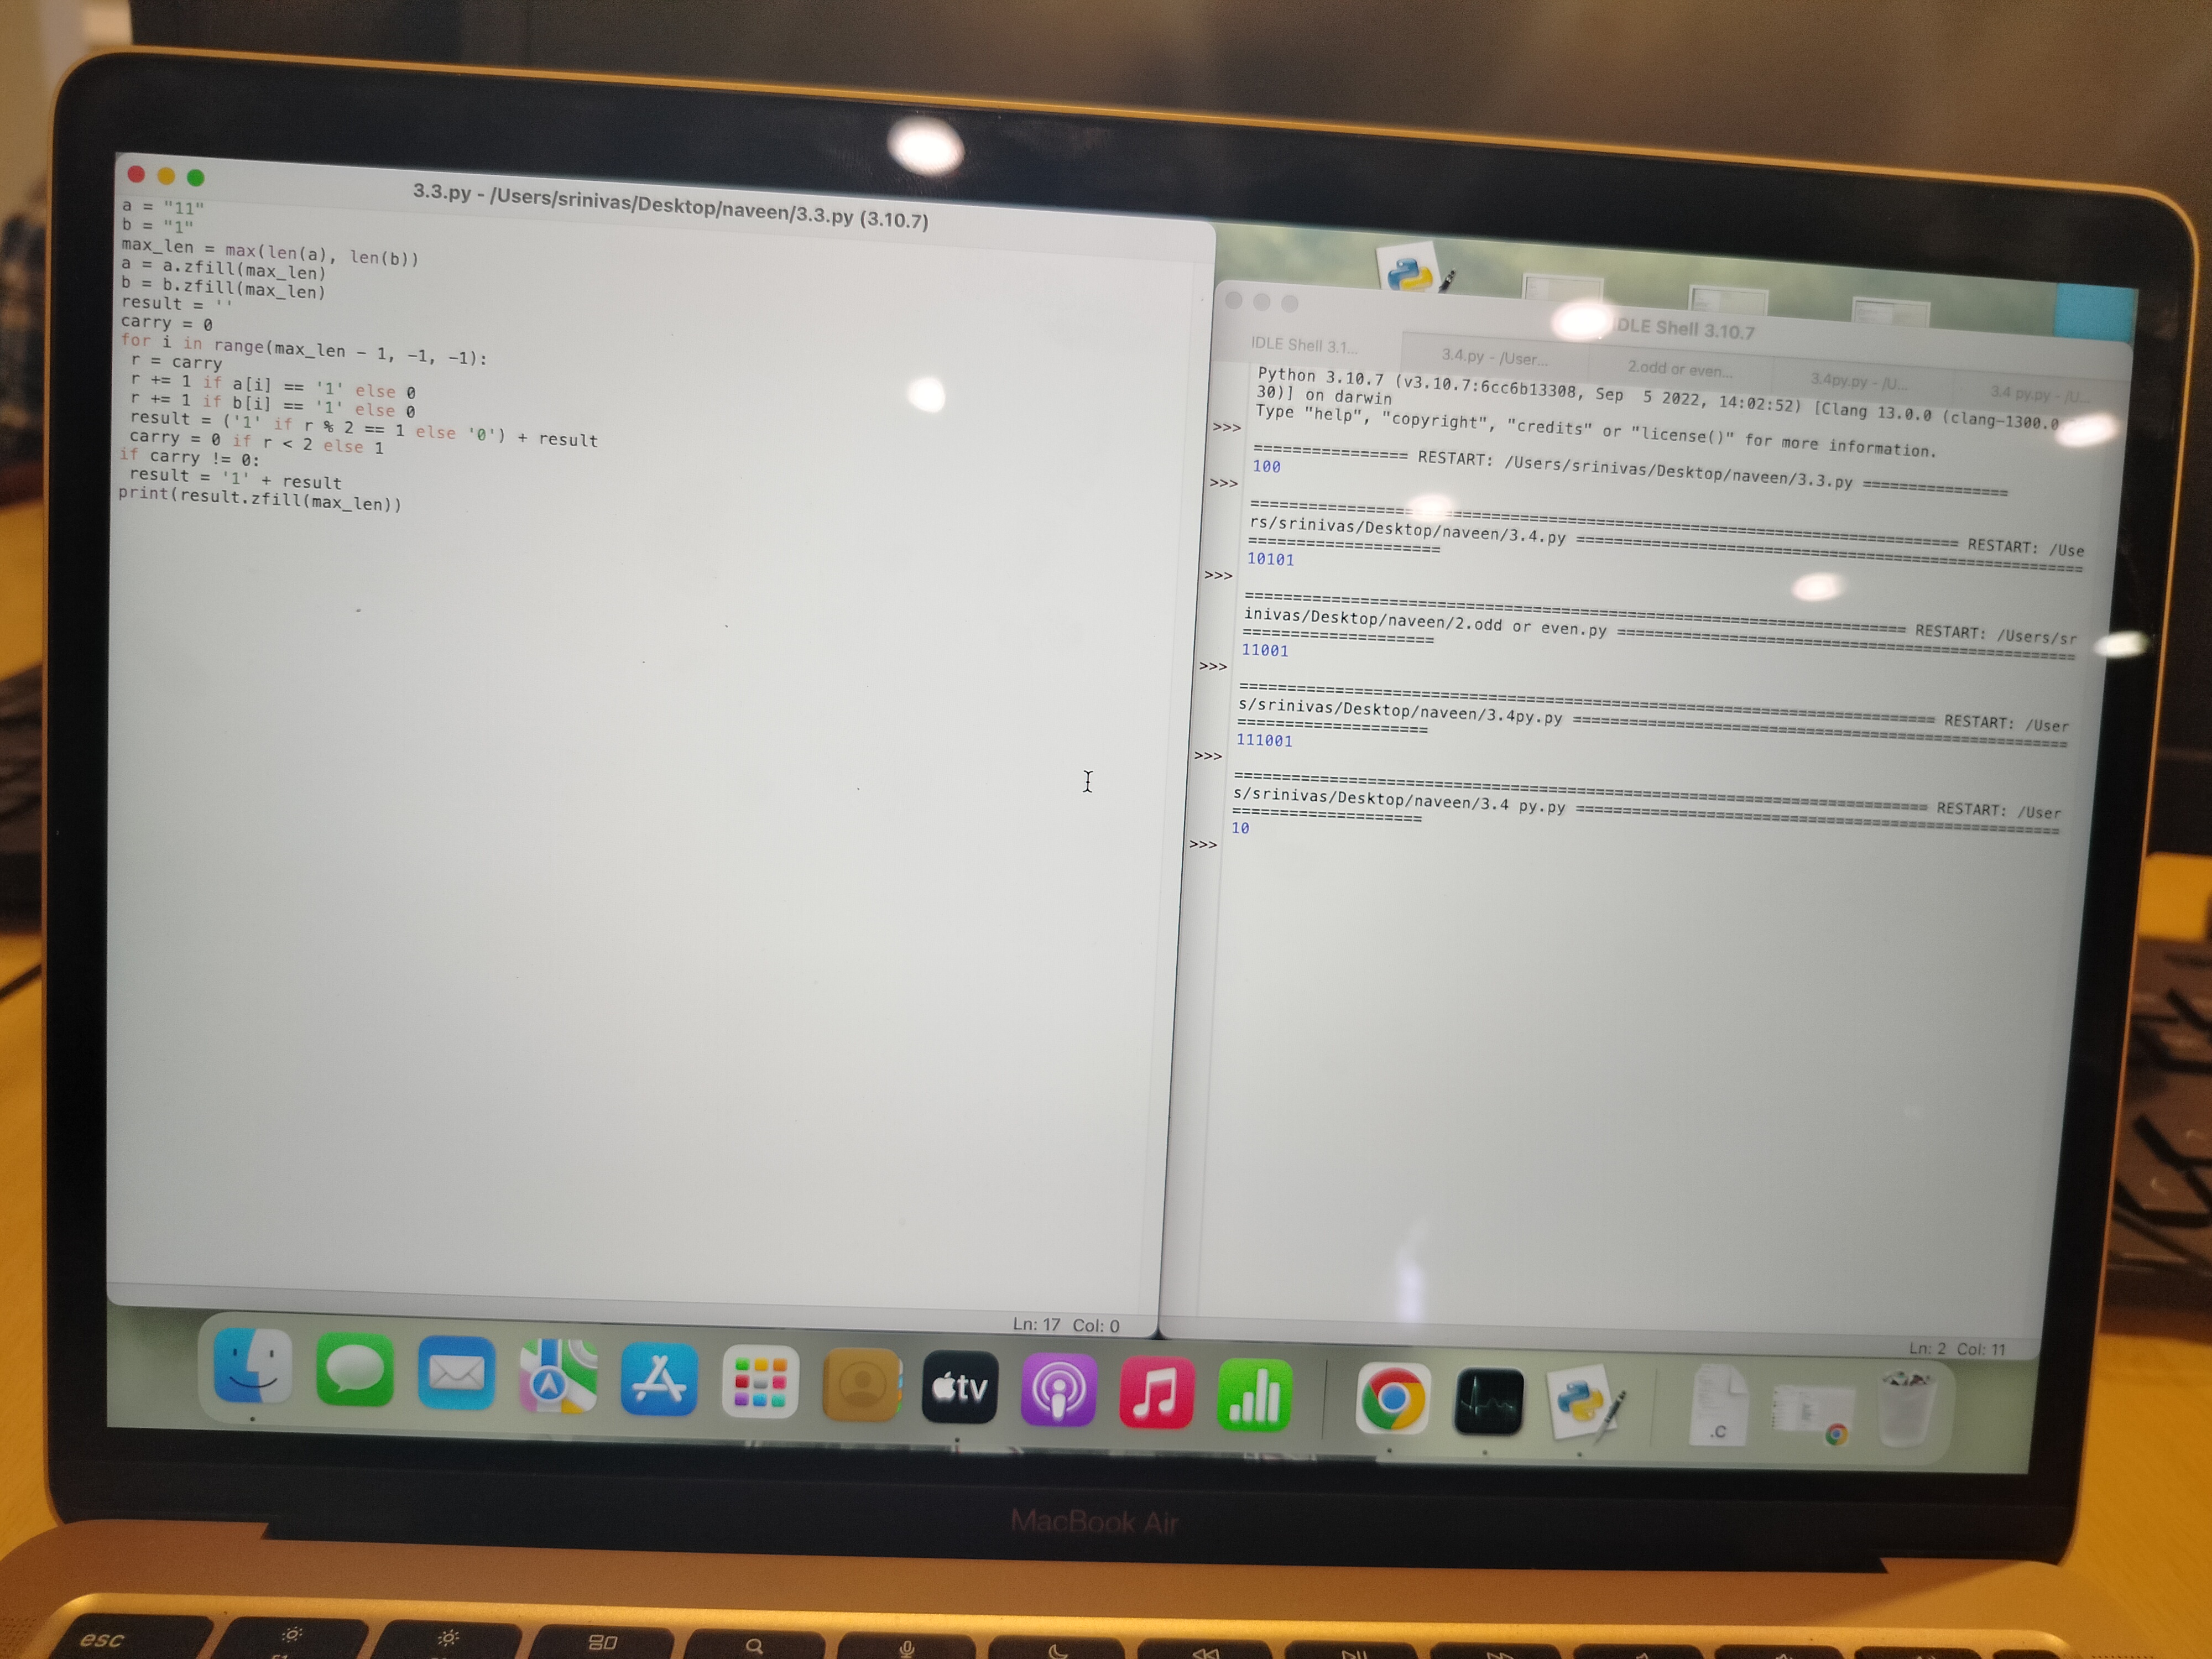 3.3.py - /Users/srinivas/Desktop/naveen/3.3.py (3.10.7)
a = "11"
b = "1"
max_len = max(len(a), len(b))
a = a.zfill(max_len)
b = b.zfill(max_len)
result = ''
carry = 0
for i in range(max_len - 1, -1, -1):
 r = carry
 r += 1 if a[i] == '1' else 0
 r += 1 if b[i] == '1' else 0
 result = ('1' if r % 2 == 1 else '0') + result
 carry = 0 if r < 2 else 1
if carry != 0:
 result = '1' + result
print(result.zfill(max_len))
Ln: 17 Col: 0
DLE Shell 3.10.7
IDLE Shell 3.1... 3.4.py - /User... 2.odd or even... 3.4py.py - /U... 3.4 py.py - /U...
Python 3.10.7 (v3.10.7:6cc6b13308, Sep  5 2022, 14:02:52) [Clang 13.0.0 (clang-1300.0
30)] on darwin
Type "help", "copyright", "credits" or "license()" for more information.
>>>
================ RESTART: /Users/srinivas/Desktop/naveen/3.3.py ===============
100
>>>
========================================================================= RESTART: /Use
rs/srinivas/Desktop/naveen/3.4.py =====================================================
====================
10101
>>>
===================================================================== RESTART: /Users/sr
inivas/Desktop/naveen/2.odd or even.py ================================================
====================
11001
>>>
======================================================================== RESTART: /User
s/srinivas/Desktop/naveen/3.4py.py ====================================================
====================
111001
>>>
======================================================================== RESTART: /User
s/srinivas/Desktop/naveen/3.4 py.py ===================================================
====================
10
>>>
Ln: 2 Col: 11
tv
.C
MacBook Air
esc